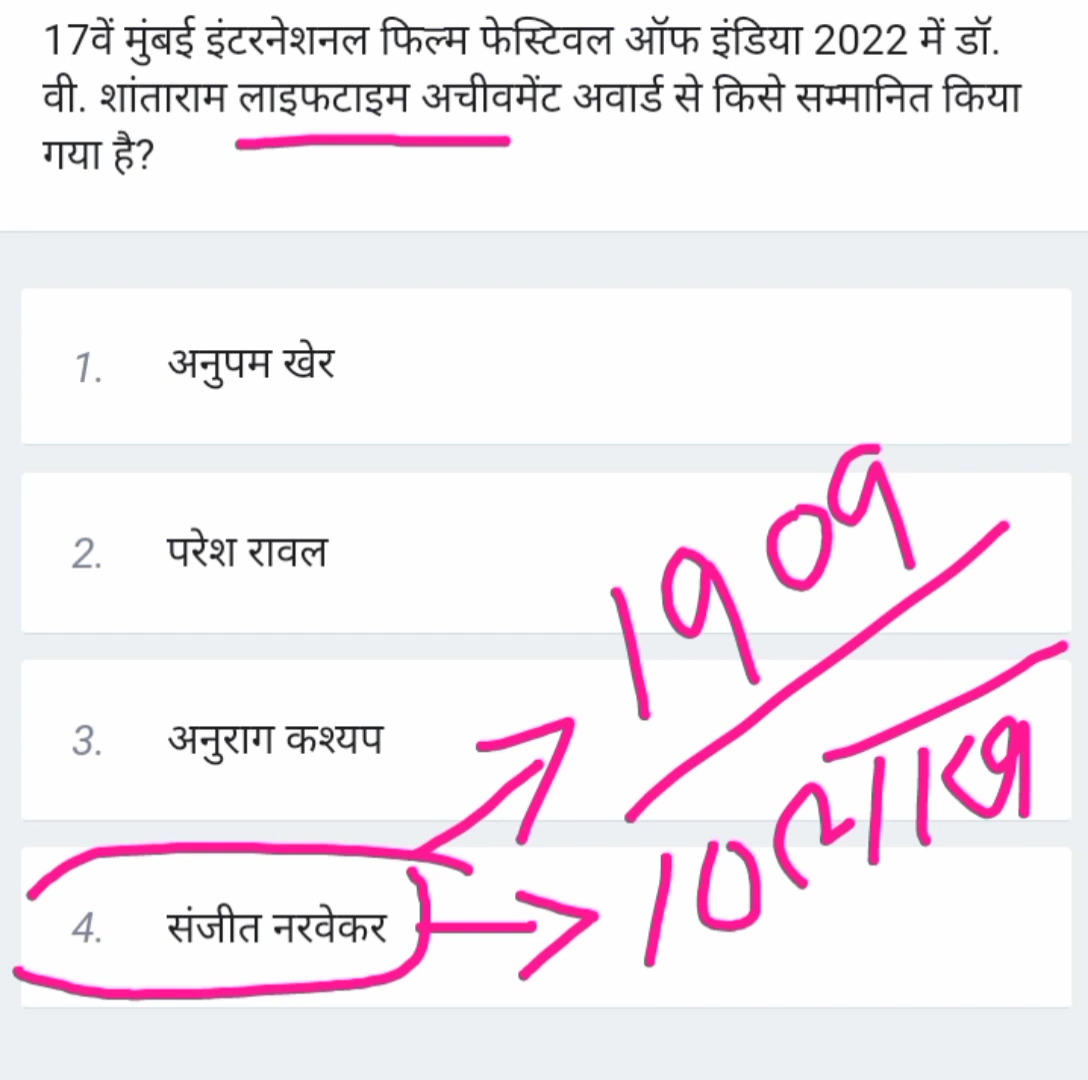 17वें मुंबई इंटरनेशनल फिल्म फेस्टिवल ऑफ इंडिया 2022 में डॉ.
वी. शांताराम लाइफटाइम अचीवमेंट अवार्ड से किसे सम्मानित किया
गया है?
1. अनुपम खेर
2. परेश रावल
3. अनुराग कश्यप
1909
4. संजीत नरवेकर
10 लाख